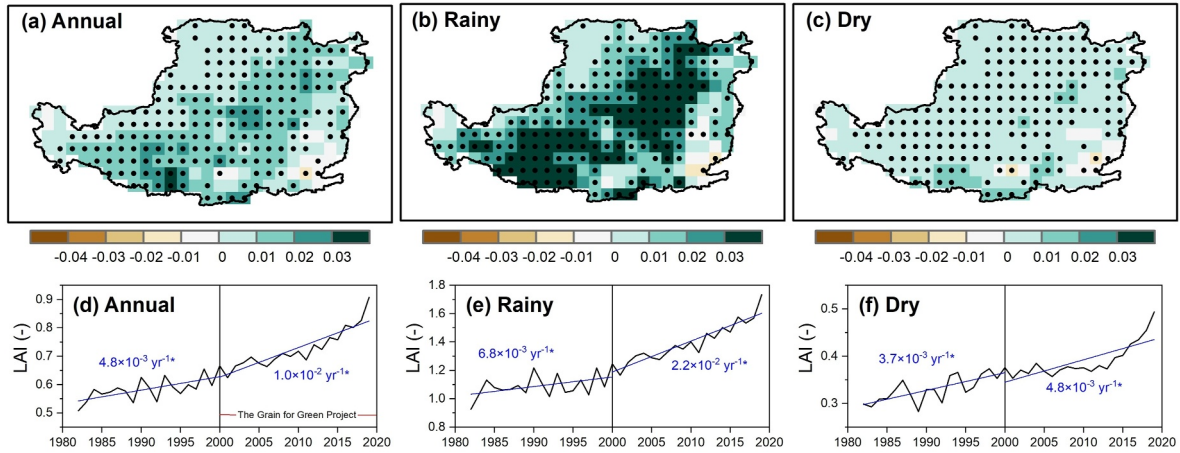 (a) Annual
(b) Rainy
(c) Dry
-0.04 -0.03 -0.02 -0.01 0 0.01 0.02 0.03
-0.04 -0.03 -0.02 -0.01 0 0.01 0.02 0.03
-0.04 -0.03 -0.02 -0.01 0 0.01 0.02 0.03
(d) Annual
LAI (-)
0.9
0.8
0.7
0.6
0.5
4.8×10⁻³ yr⁻¹*
1.0×10⁻² yr⁻¹*
The Grain for Green Project
1980 1985 1990 1995 2000 2005 2010 2015 2020
(e) Rainy
LAI (-)
1.8
1.6
1.4
1.2
1.0
0.8
6.8×10⁻³ yr⁻¹*
2.2×10⁻² yr⁻¹*
1980 1985 1990 1995 2000 2005 2010 2015 2020
(f) Dry
LAI (-)
0.5
0.4
0.3
3.7×10⁻³ yr⁻¹*
4.8×10⁻³ yr⁻¹*
1980 1985 1990 1995 2000 2005 2010 2015 2020